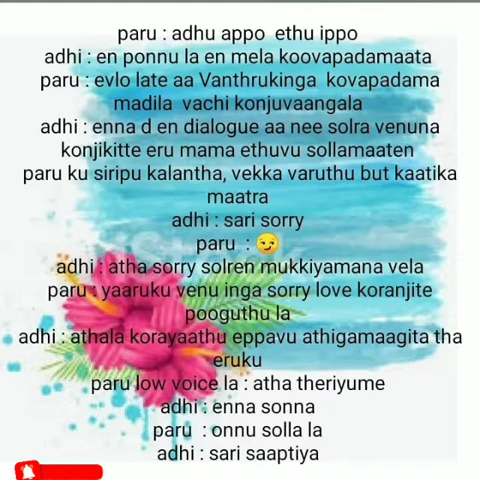 paru : adhu appo ethu ippo
adhi : en ponnu la en mela koovapadamaata
paru : evlo late aa Vanthrukinga kovapadama
madila vachi konjuvaangala
adhi : enna d en dialogue aa nee solra venuna
konjikitte eru mama ethuvu sollamaaten
paru ku siripu kalantha, vekka varuthu but kaatika
maatra
adhi : sari sorry
paru : 😏
adhi : atha sorry solren mukkiyamana vela
paru : yaaruku venu inga sorry love koranjite
pooguthu la
adhi : athala korayaathu eppavu athigamaagita tha
eruku
paru low voice la : atha theriyume
adhi : enna sonna
paru : onnu solla la
adhi : sari saaptiya